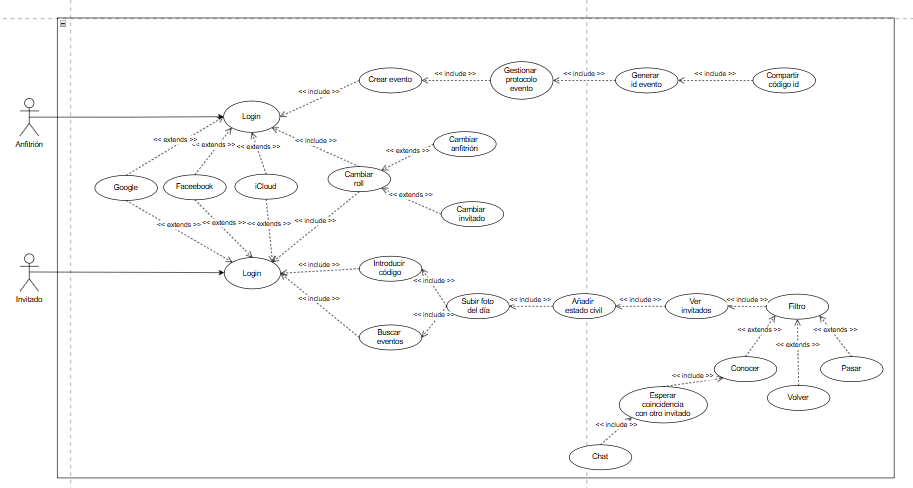 Crear evento
<< include >>
Gestionar
protocolo
evento
<< include >>
Generar
id evento
<< include >>
Compartir
código id
<< include >>
Anfitrión
Login
<< extends >>
<< extends >>
<< extends >>
<< include >>
Cambiar
anfitrión
<< extends >>
Google
Faceebook
iCloud
Cambiar
roll
<< extends >>
Cambiar
invitado
<< extends >>
<< extends >>
<< extends >>
<< include >>
Invitado
Login
<< include >>
Introducir
código
<< include >>
<< include >>
Buscar
eventos
<< include >>
Subir foto
del día
<< include >>
Añadir
estado civil
<< include >>
Ver
invitados
<< include >>
Filtro
<< extends >>
<< extends >>
<< extends >>
Conocer
Volver
Pasar
<< include >>
Esperar
coincidencia
con otro invitado
<< include >>
Chat